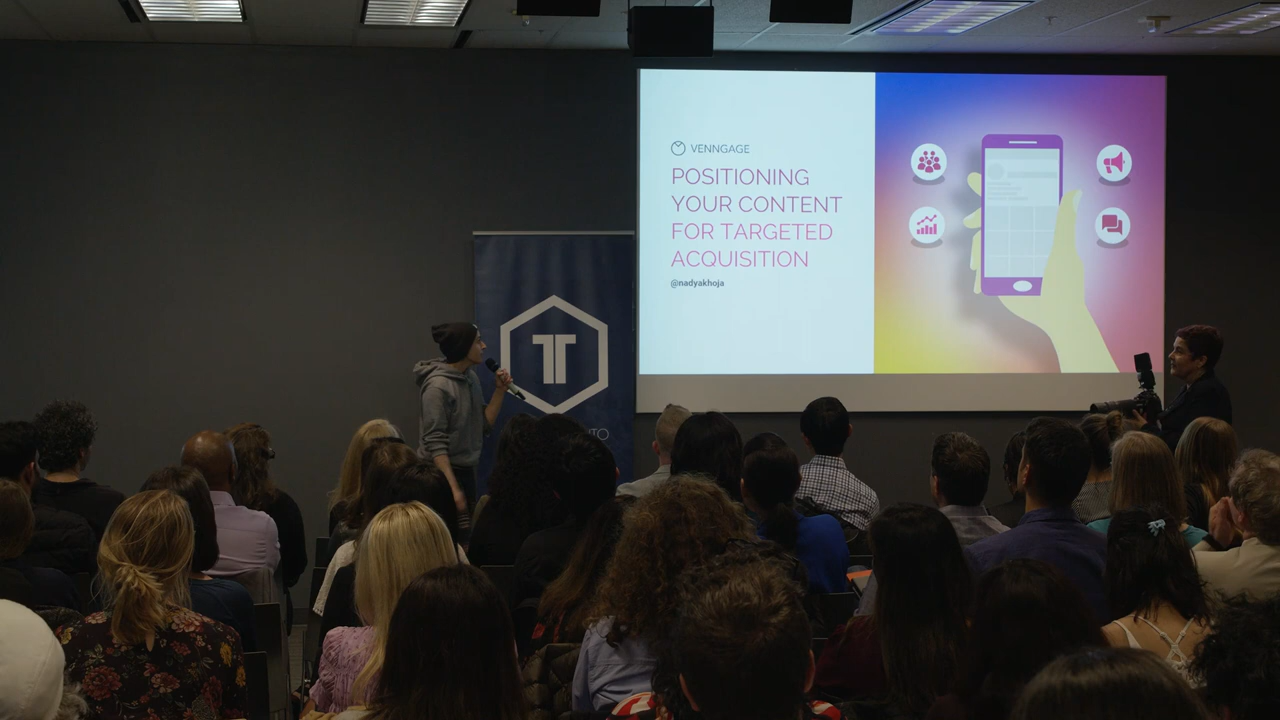 VENNGAGE
POSITIONING
YOUR CONTENT
FOR TARGETED
ACQUISITION
@nadyakhoja